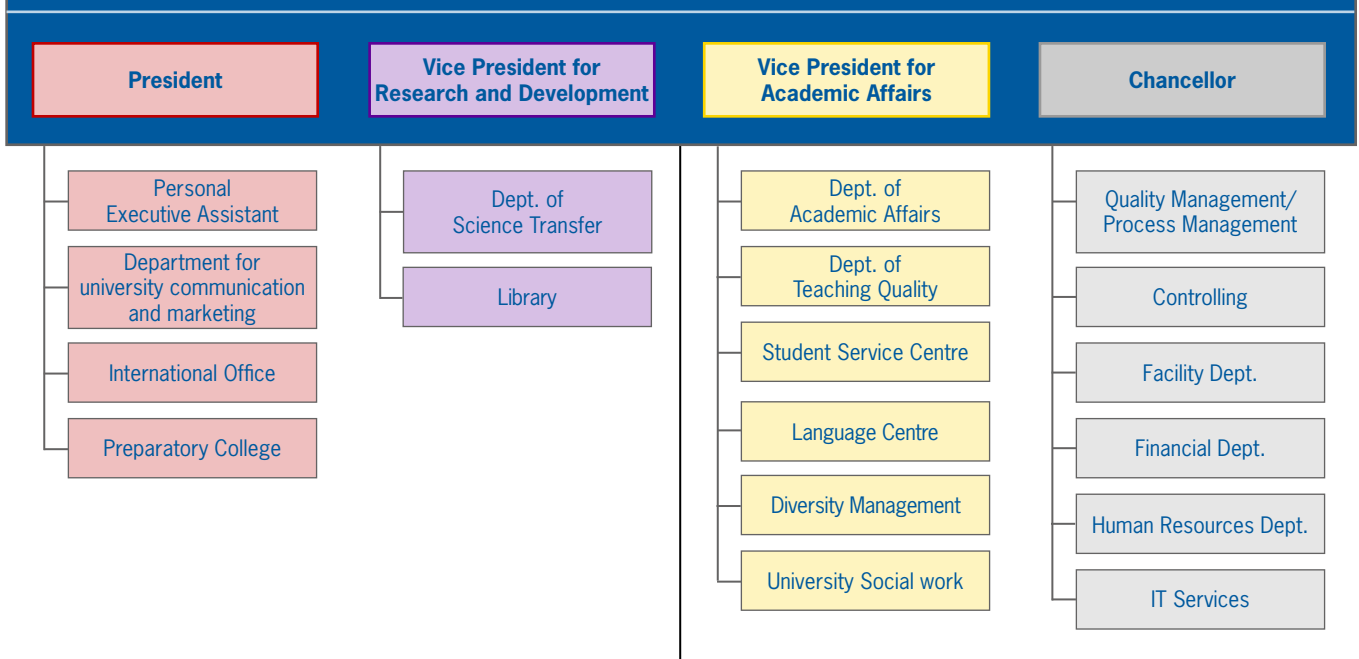 President
Vice President for
Research and Development
Vice President for
Academic Affairs
Chancellor
Personal
Executive Assistant
Department for
university communication
and marketing
International Office
Preparatory College
Dept. of
Science Transfer
Library
Dept. of
Academic Affairs
Dept. of
Teaching Quality
Student Service Centre
Language Centre
Diversity Management
University Social work
Quality Management/
Process Management
Controlling
Facility Dept.
Financial Dept.
Human Resources Dept.
IT Services